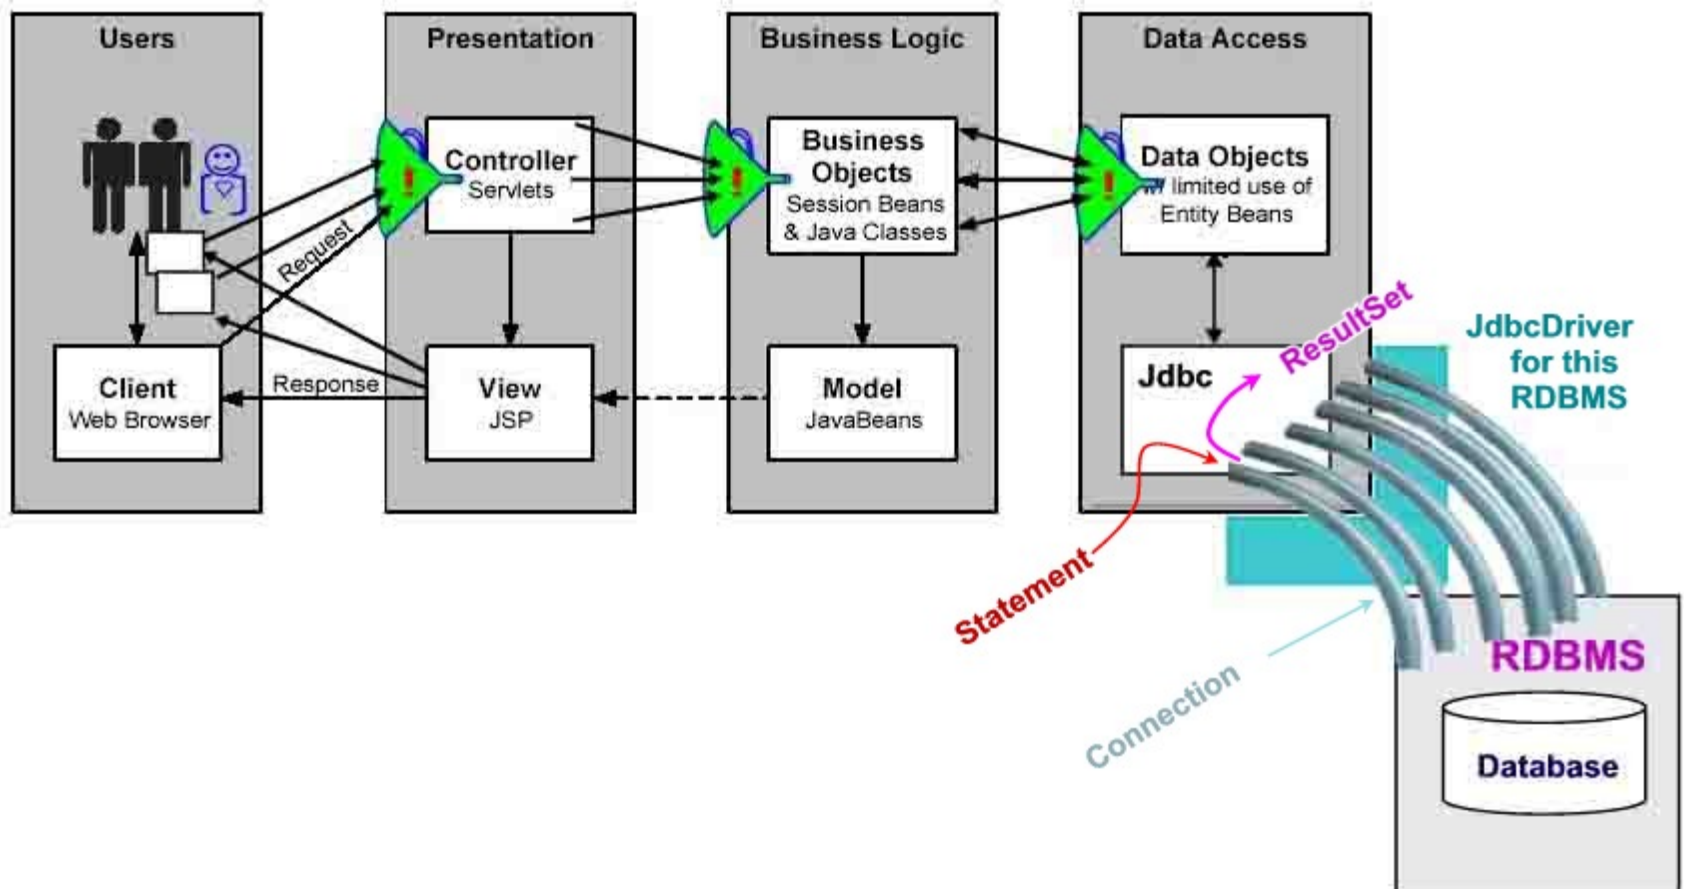 Users
Presentation
Business Logic
Data Access
Controller
Servlets
Business
Objects
Session Beans
& Java Classes
Data Objects
w/ limited use of
Entity Beans
Request
Client
Web Browser
Response
View
JSP
Model
JavaBeans
Jdbc
ResultSet
JdbcDriver
for this
RDBMS
Statement
Connection
RDBMS
Database
!
!
!